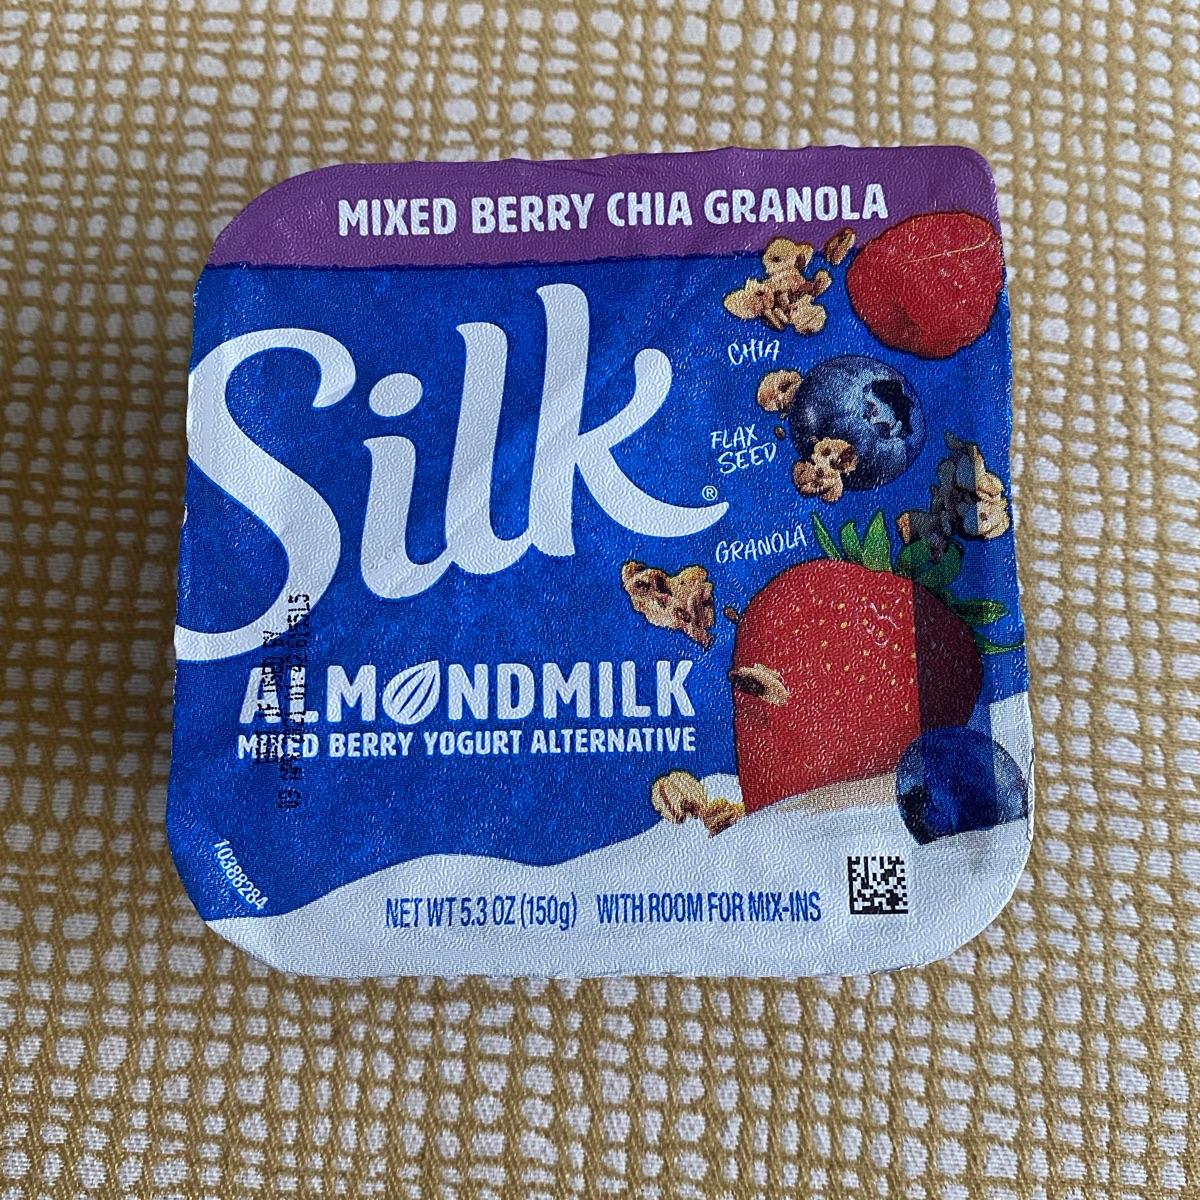 MIXED BERRY CHIA GRANOLA
Silk®
CHIA
FLAX
SEED
GRANOLA
ALMONDMILK
MIXED BERRY YOGURT ALTERNATIVE
10388284
NET WT 5.3 OZ (150g) WITH ROOM FOR MIX-INS